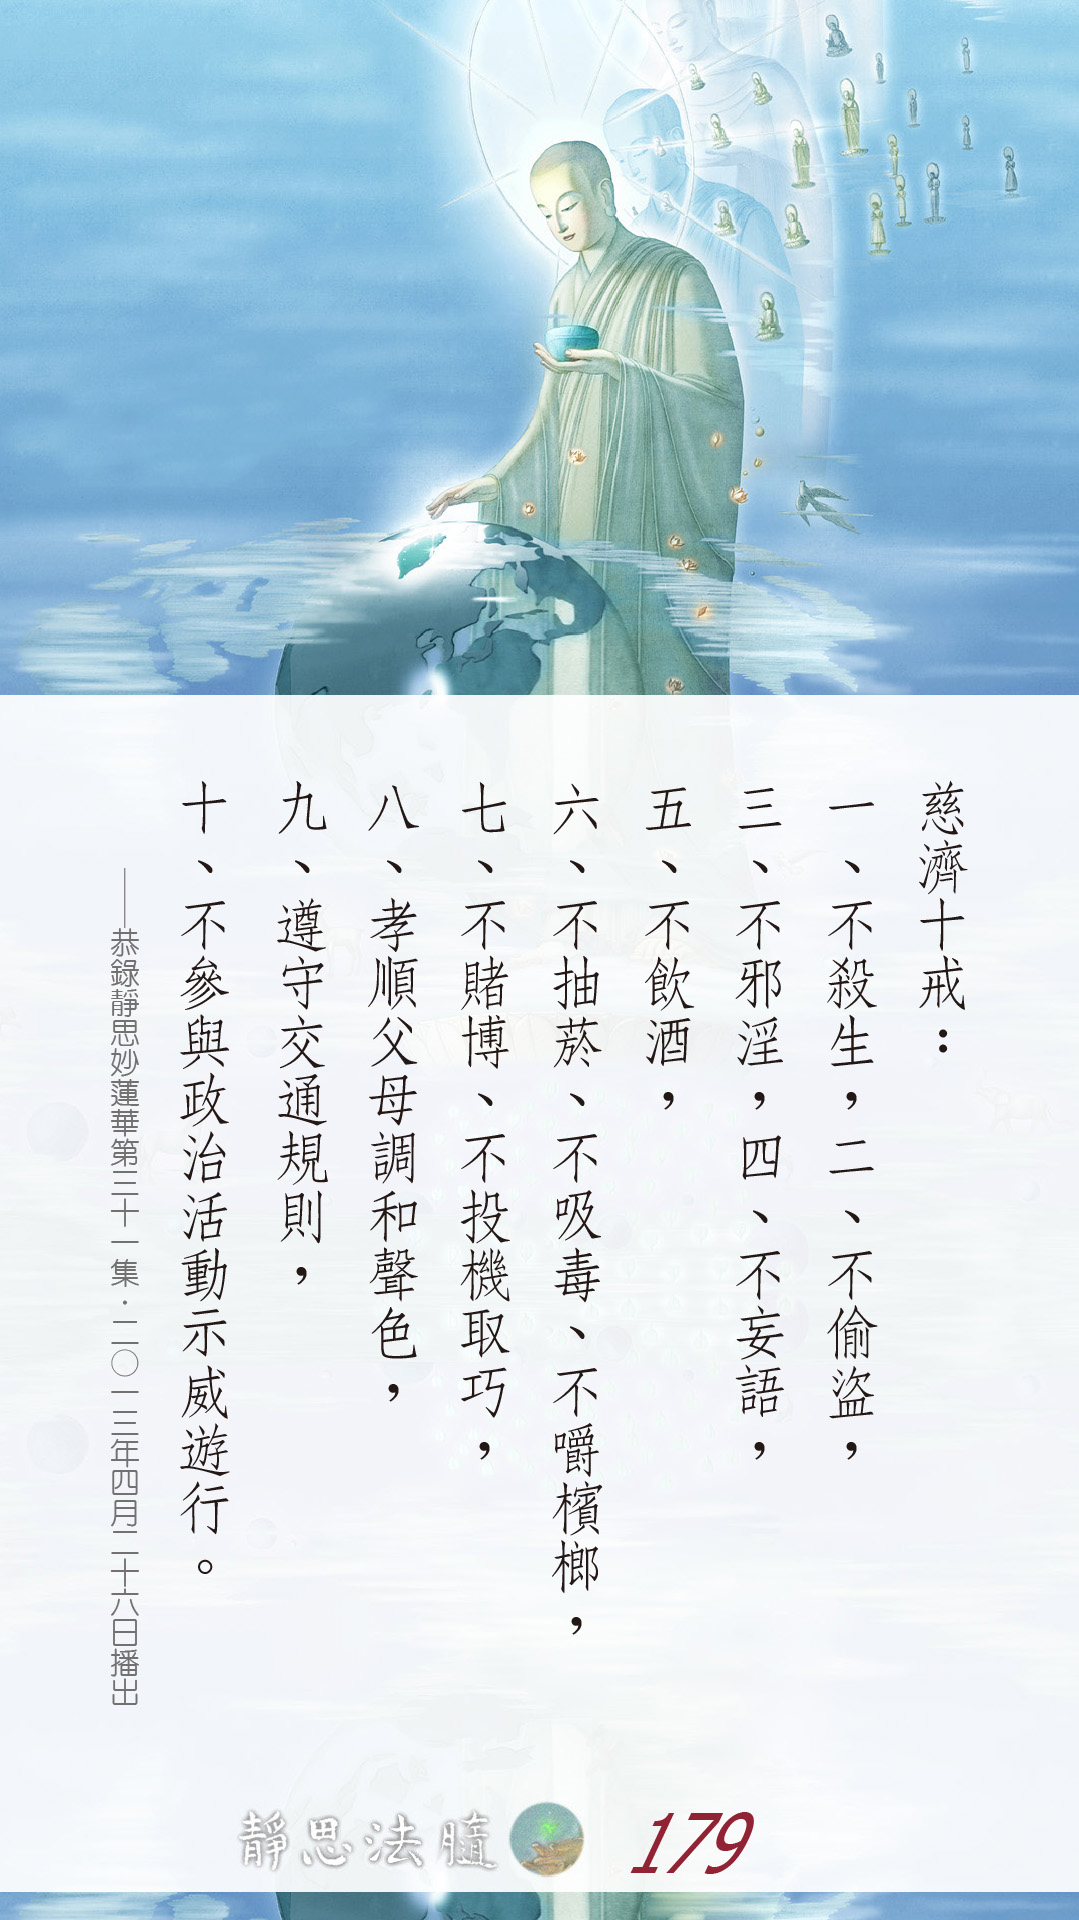 慈濟十戒：
一、不殺生，二、不偷盜，
三、不邪淫，四、不妄語，
五、不飲酒，
六、不抽菸、不吸毒、不嚼檳榔，
七、不賭博、不投機取巧，
八、孝順父母調和聲色，
九、遵守交通規則，
十、不參與政治活動示威遊行。
——恭錄靜思妙蓮華第三十一集·二〇一三年四月二十六日播出
靜思法髓 179